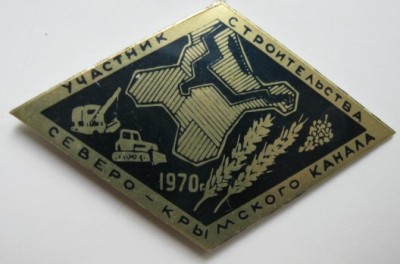 УЧАСТНИК СТРОИТЕЛЬСТВА
СЕВЕРО-КРЫМСКОГО КАНАЛА
1970г.